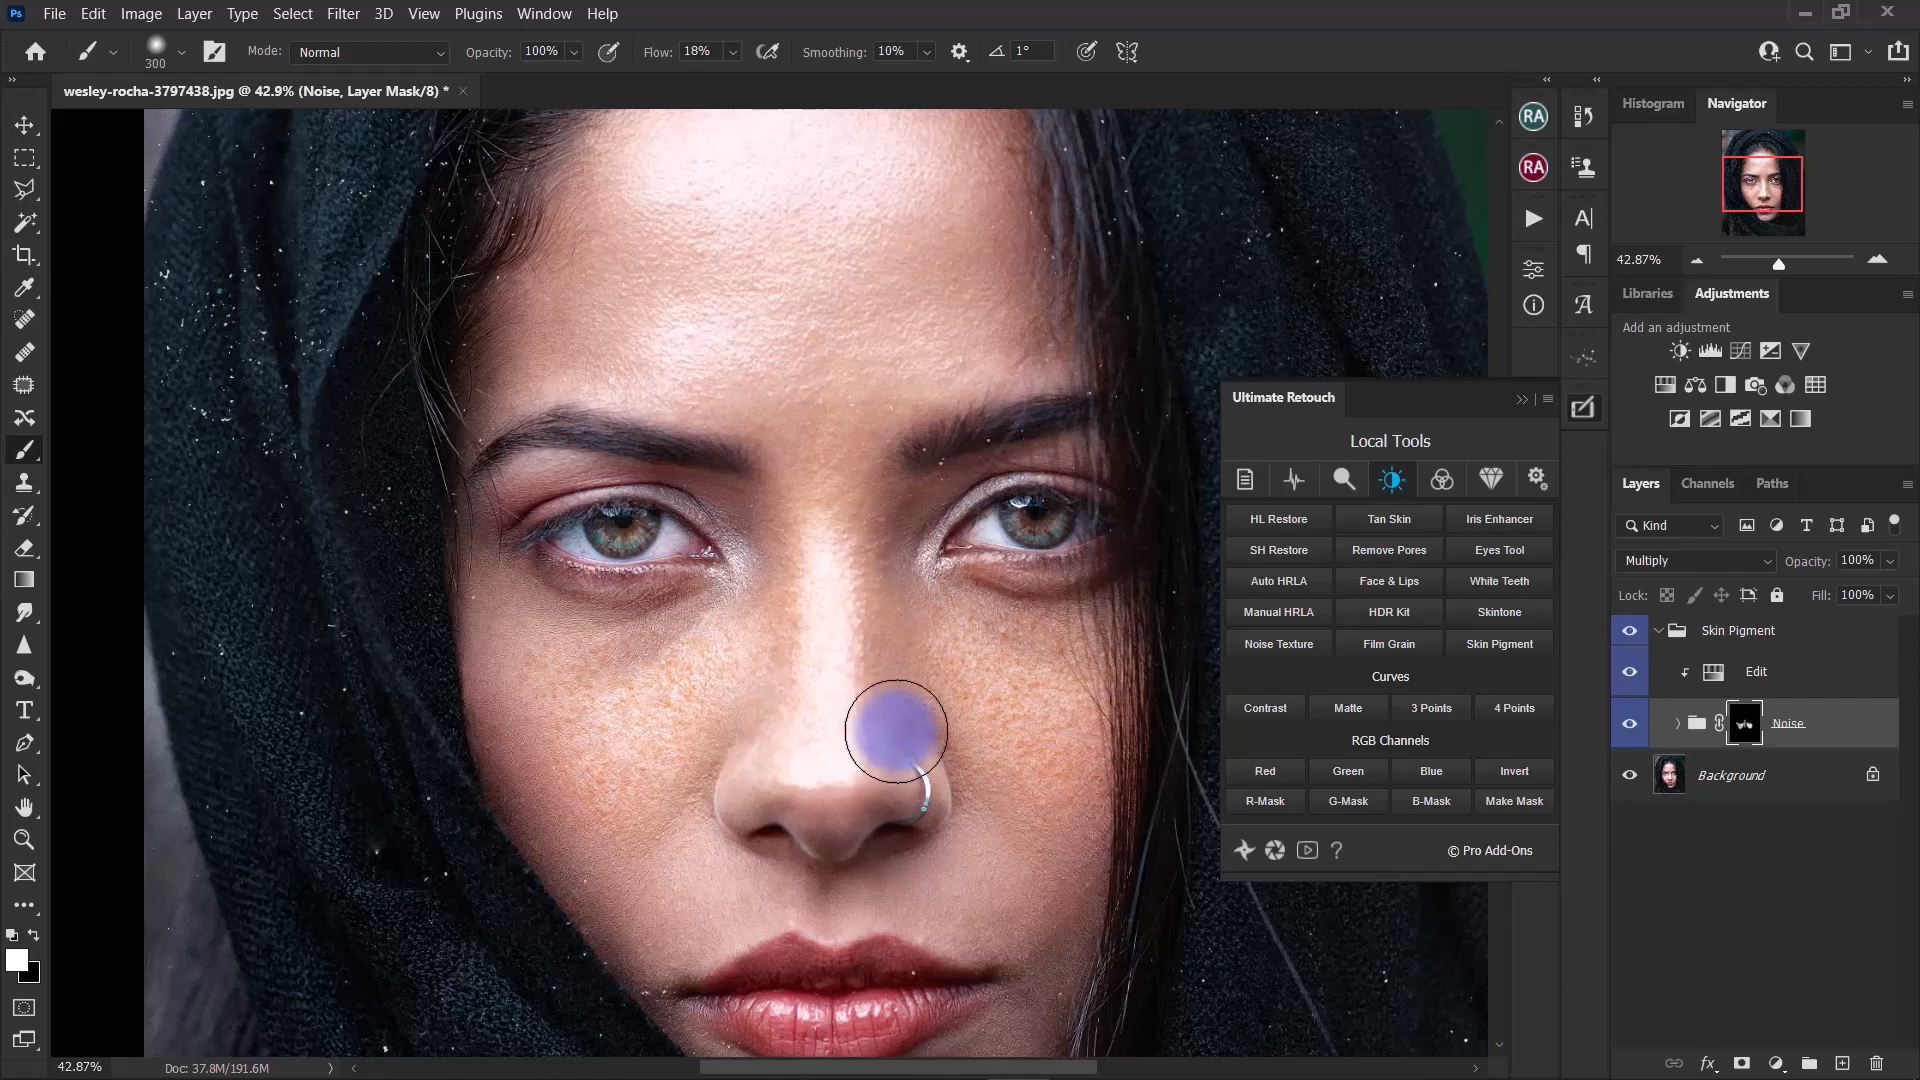 Ps File Edit Image Layer Type Select Filter 3D View Plugins Window Help
300 Mode: Normal Opacity: 100% Flow: 18% Smoothing: 10% 1°
wesley-rocha-3797438.jpg @ 42.9% (Noise, Layer Mask/8) *
RA
RA
Histogram Navigator
42.87%
Libraries Adjustments
Add an adjustment
Ultimate Retouch
Local Tools
HL Restore Tan Skin Iris Enhancer
SH Restore Remove Pores Eyes Tool
Auto HRLA Face & Lips White Teeth
Manual HRLA HDR Kit Skintone
Noise Texture Film Grain Skin Pigment
Curves
Contrast Matte 3 Points 4 Points
RGB Channels
Red Green Blue Invert
R-Mask G-Mask B-Mask Make Mask
© Pro Add-Ons
Layers Channels Paths
Kind
Multiply Opacity: 100%
Lock: Fill: 100%
Skin Pigment
Edit
Noise
Background
fx
42.87% Doc: 37.8M/191.6M